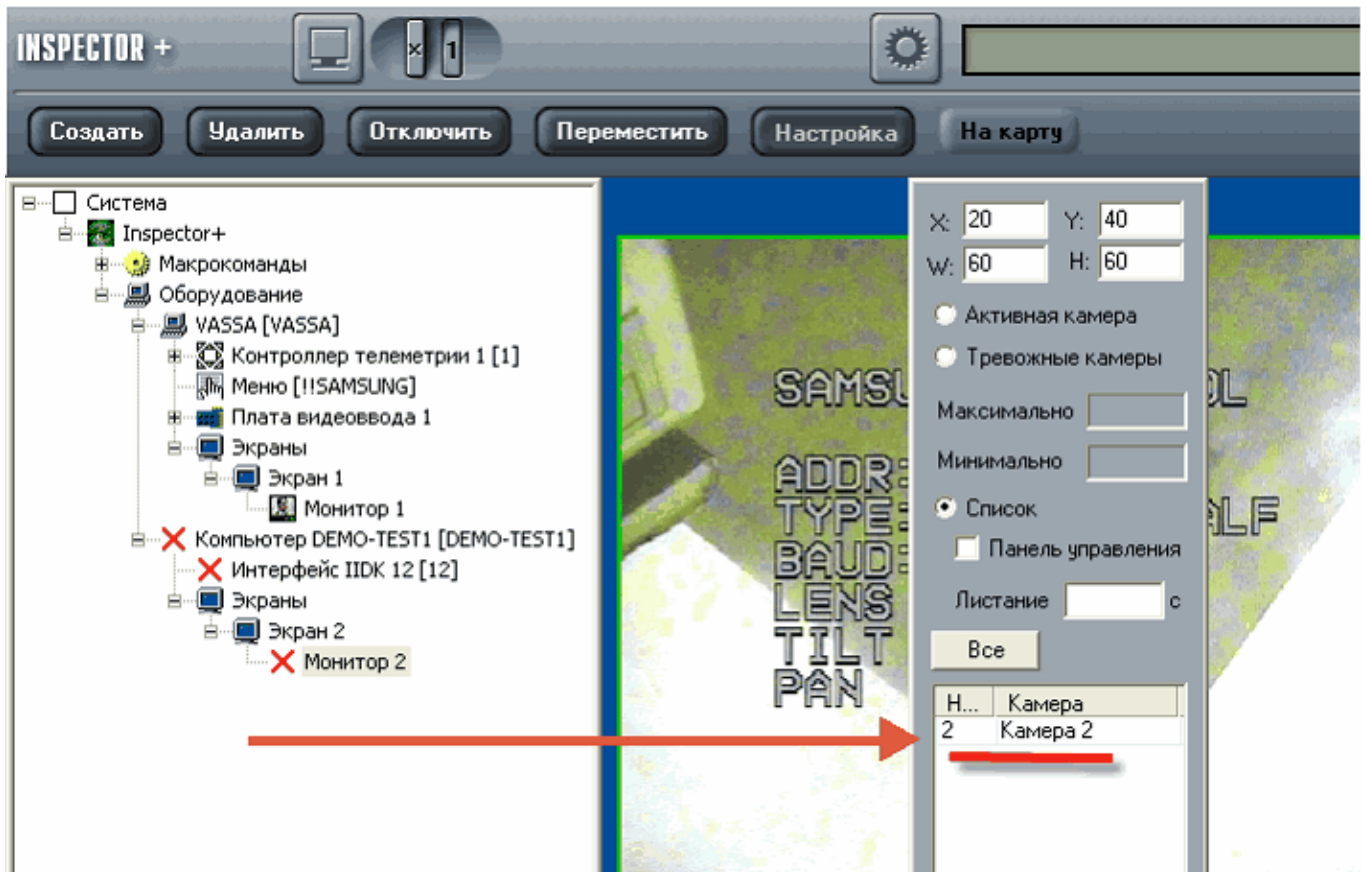 INSPECTOR +
× 1
Создать Удалить Отключить Переместить Настройка На карту
Система
Inspector+
Макрокоманды
Оборудование
VASSA [VASSA]
Контроллер телеметрии 1 [1]
Меню [!!SAMSUNG]
Плата видеоввода 1
Экраны
Экран 1
Монитор 1
Компьютер DEMO-TEST1 [DEMO-TEST1]
Интерфейс IIDK 12 [12]
Экраны
Экран 2
Монитор 2
SAMSU OL
ADDR:
TYPE: ALF
BAUD:
LENS
TILT
PAN
X: 20 Y: 40
W: 60 H: 60
Активная камера
Тревожные камеры
Максимально
Минимально
Список
Панель управления
Листание с
Все
Н... Камера
2 Камера 2